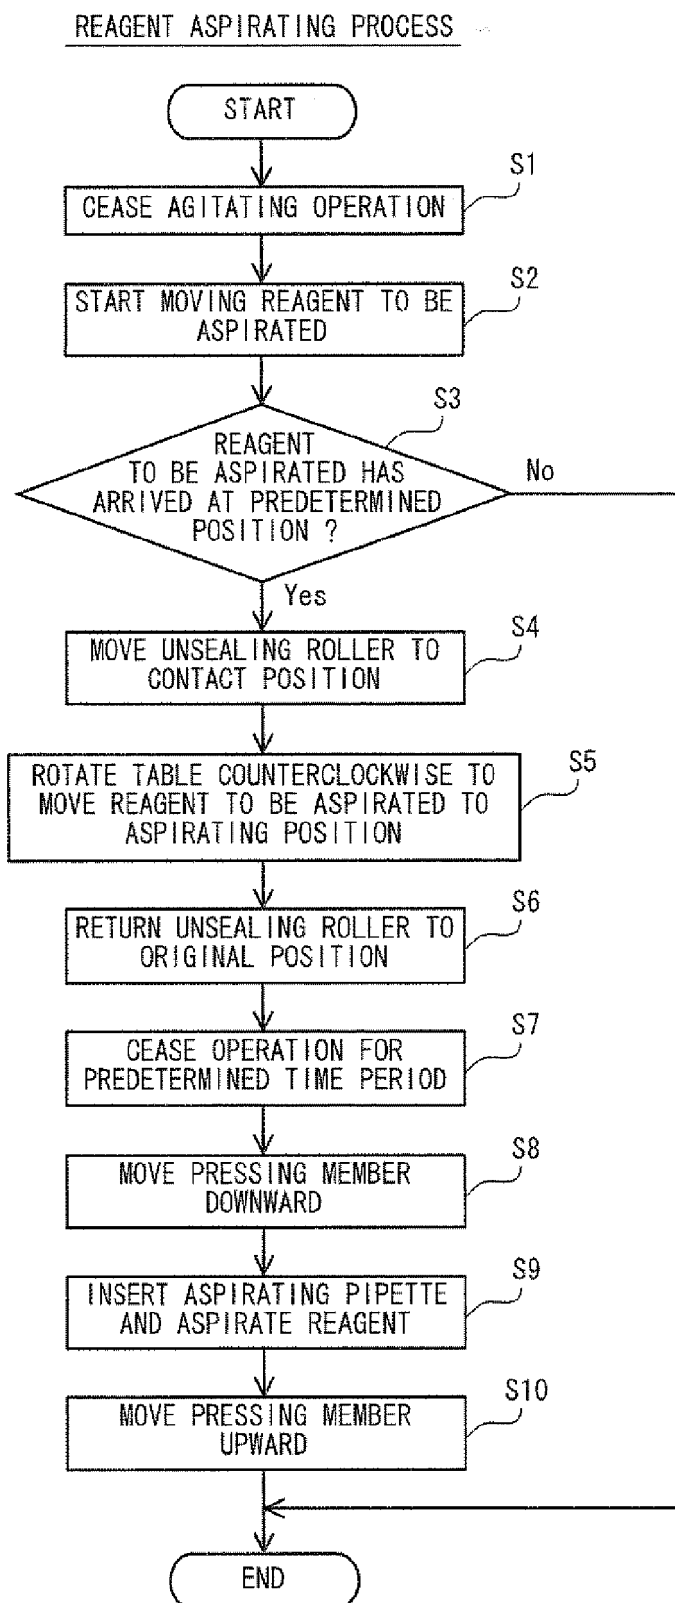 REAGENT ASPIRATING PROCESS
START
S1
CEASE AGITATING OPERATION
S2
START MOVING REAGENT TO BE
ASPIRATED
S3
REAGENT
TO BE ASPIRATED HAS
ARRIVED AT PREDETERMINED
POSITION ?
No
Yes
S4
MOVE UNSEALING ROLLER TO
CONTACT POSITION
S5
ROTATE TABLE COUNTERCLOCKWISE TO
MOVE REAGENT TO BE ASPIRATED TO
ASPIRATING POSITION
S6
RETURN UNSEALING ROLLER TO
ORIGINAL POSITION
S7
CEASE OPERATION FOR
PREDETERMINED TIME PERIOD
S8
MOVE PRESSING MEMBER
DOWNWARD
S9
INSERT ASPIRATING PIPETTE
AND ASPIRATE REAGENT
S10
MOVE PRESSING MEMBER
UPWARD
END